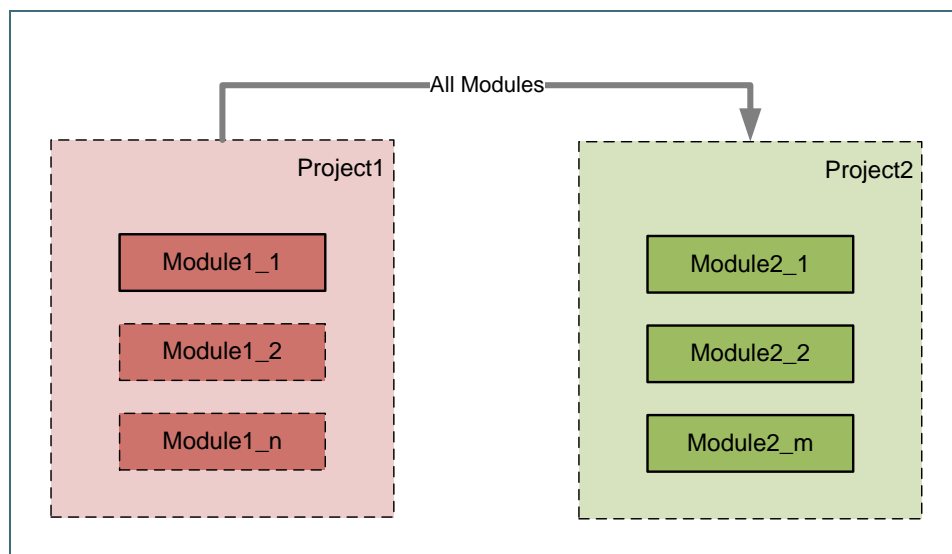 All Modules
Project1
Module1_1
Module1_2
Module1_n
Project2
Module2_1
Module2_2
Module2_m